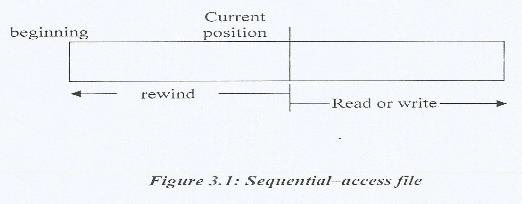 Current
beginning position
rewind
Read or write
Figure 3.1: Sequential–access file